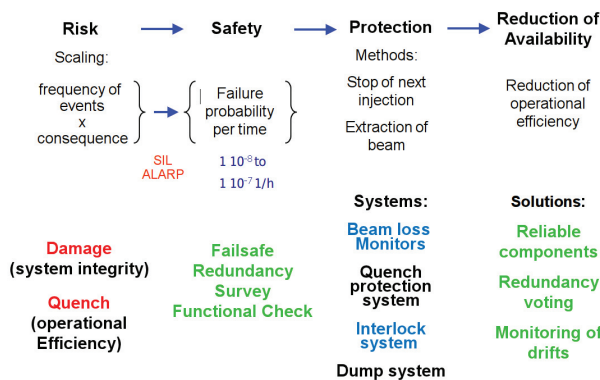 Risk
Safety
Protection
Reduction of
Availability
Scaling:
frequency of
events
x
consequence
SIL
ALARP
Failure
probability
per time
1 10⁻⁸ to
1 10⁻⁷ 1/h
Methods:
Stop of next
injection
Extraction of
beam
Reduction of
operational
efficiency
Damage
(system integrity)
Quench
(operational
Efficiency)
Failsafe
Redundancy
Survey
Functional Check
Systems:
Beam loss
Monitors
Quench
protection
system
Interlock
system
Dump system
Solutions:
Reliable
components
Redundancy
voting
Monitoring of
drifts